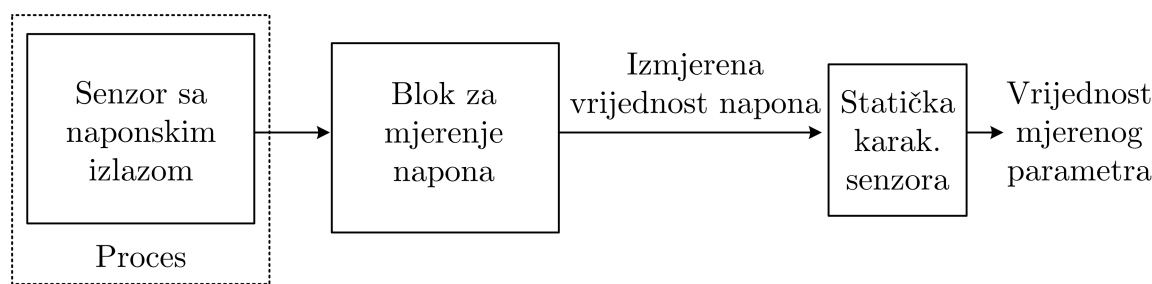 Senzor sa
naponskim
izlazom
Proces
Blok za
mjerenje
napona
Izmjerena
vrijednost napona
Statička
karak.
senzora
Vrijednost
mjerenog
parametra